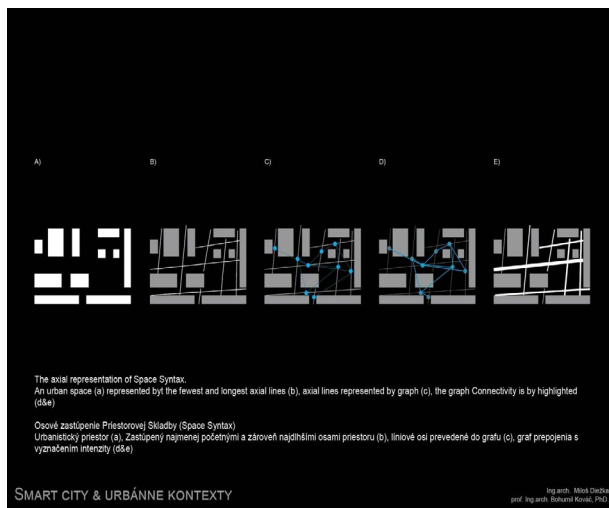 A) B) C) D) E)
The axial representation of Space Syntax.
An urban space (a) represented byt the fewest and longest axial lines (b), axial lines represented by graph (c), the graph Connectivity is by highlighted
(d&e)
Osové zastúpenie Priestorovej Skladby (Space Syntax)
Urbanistický priestor (a), Zastúpený najmenej početnými a zároveň najdlhšími osami priestoru (b), líniové osi prevedené do grafu (c), graf prepojenia s
vyznačením intenzity (d&e)
SMART CITY & URBÁNNE KONTEXTY
Ing.arch. Miloš Diežka
prof. Ing.arch. Bohumil Kováč, PhD.